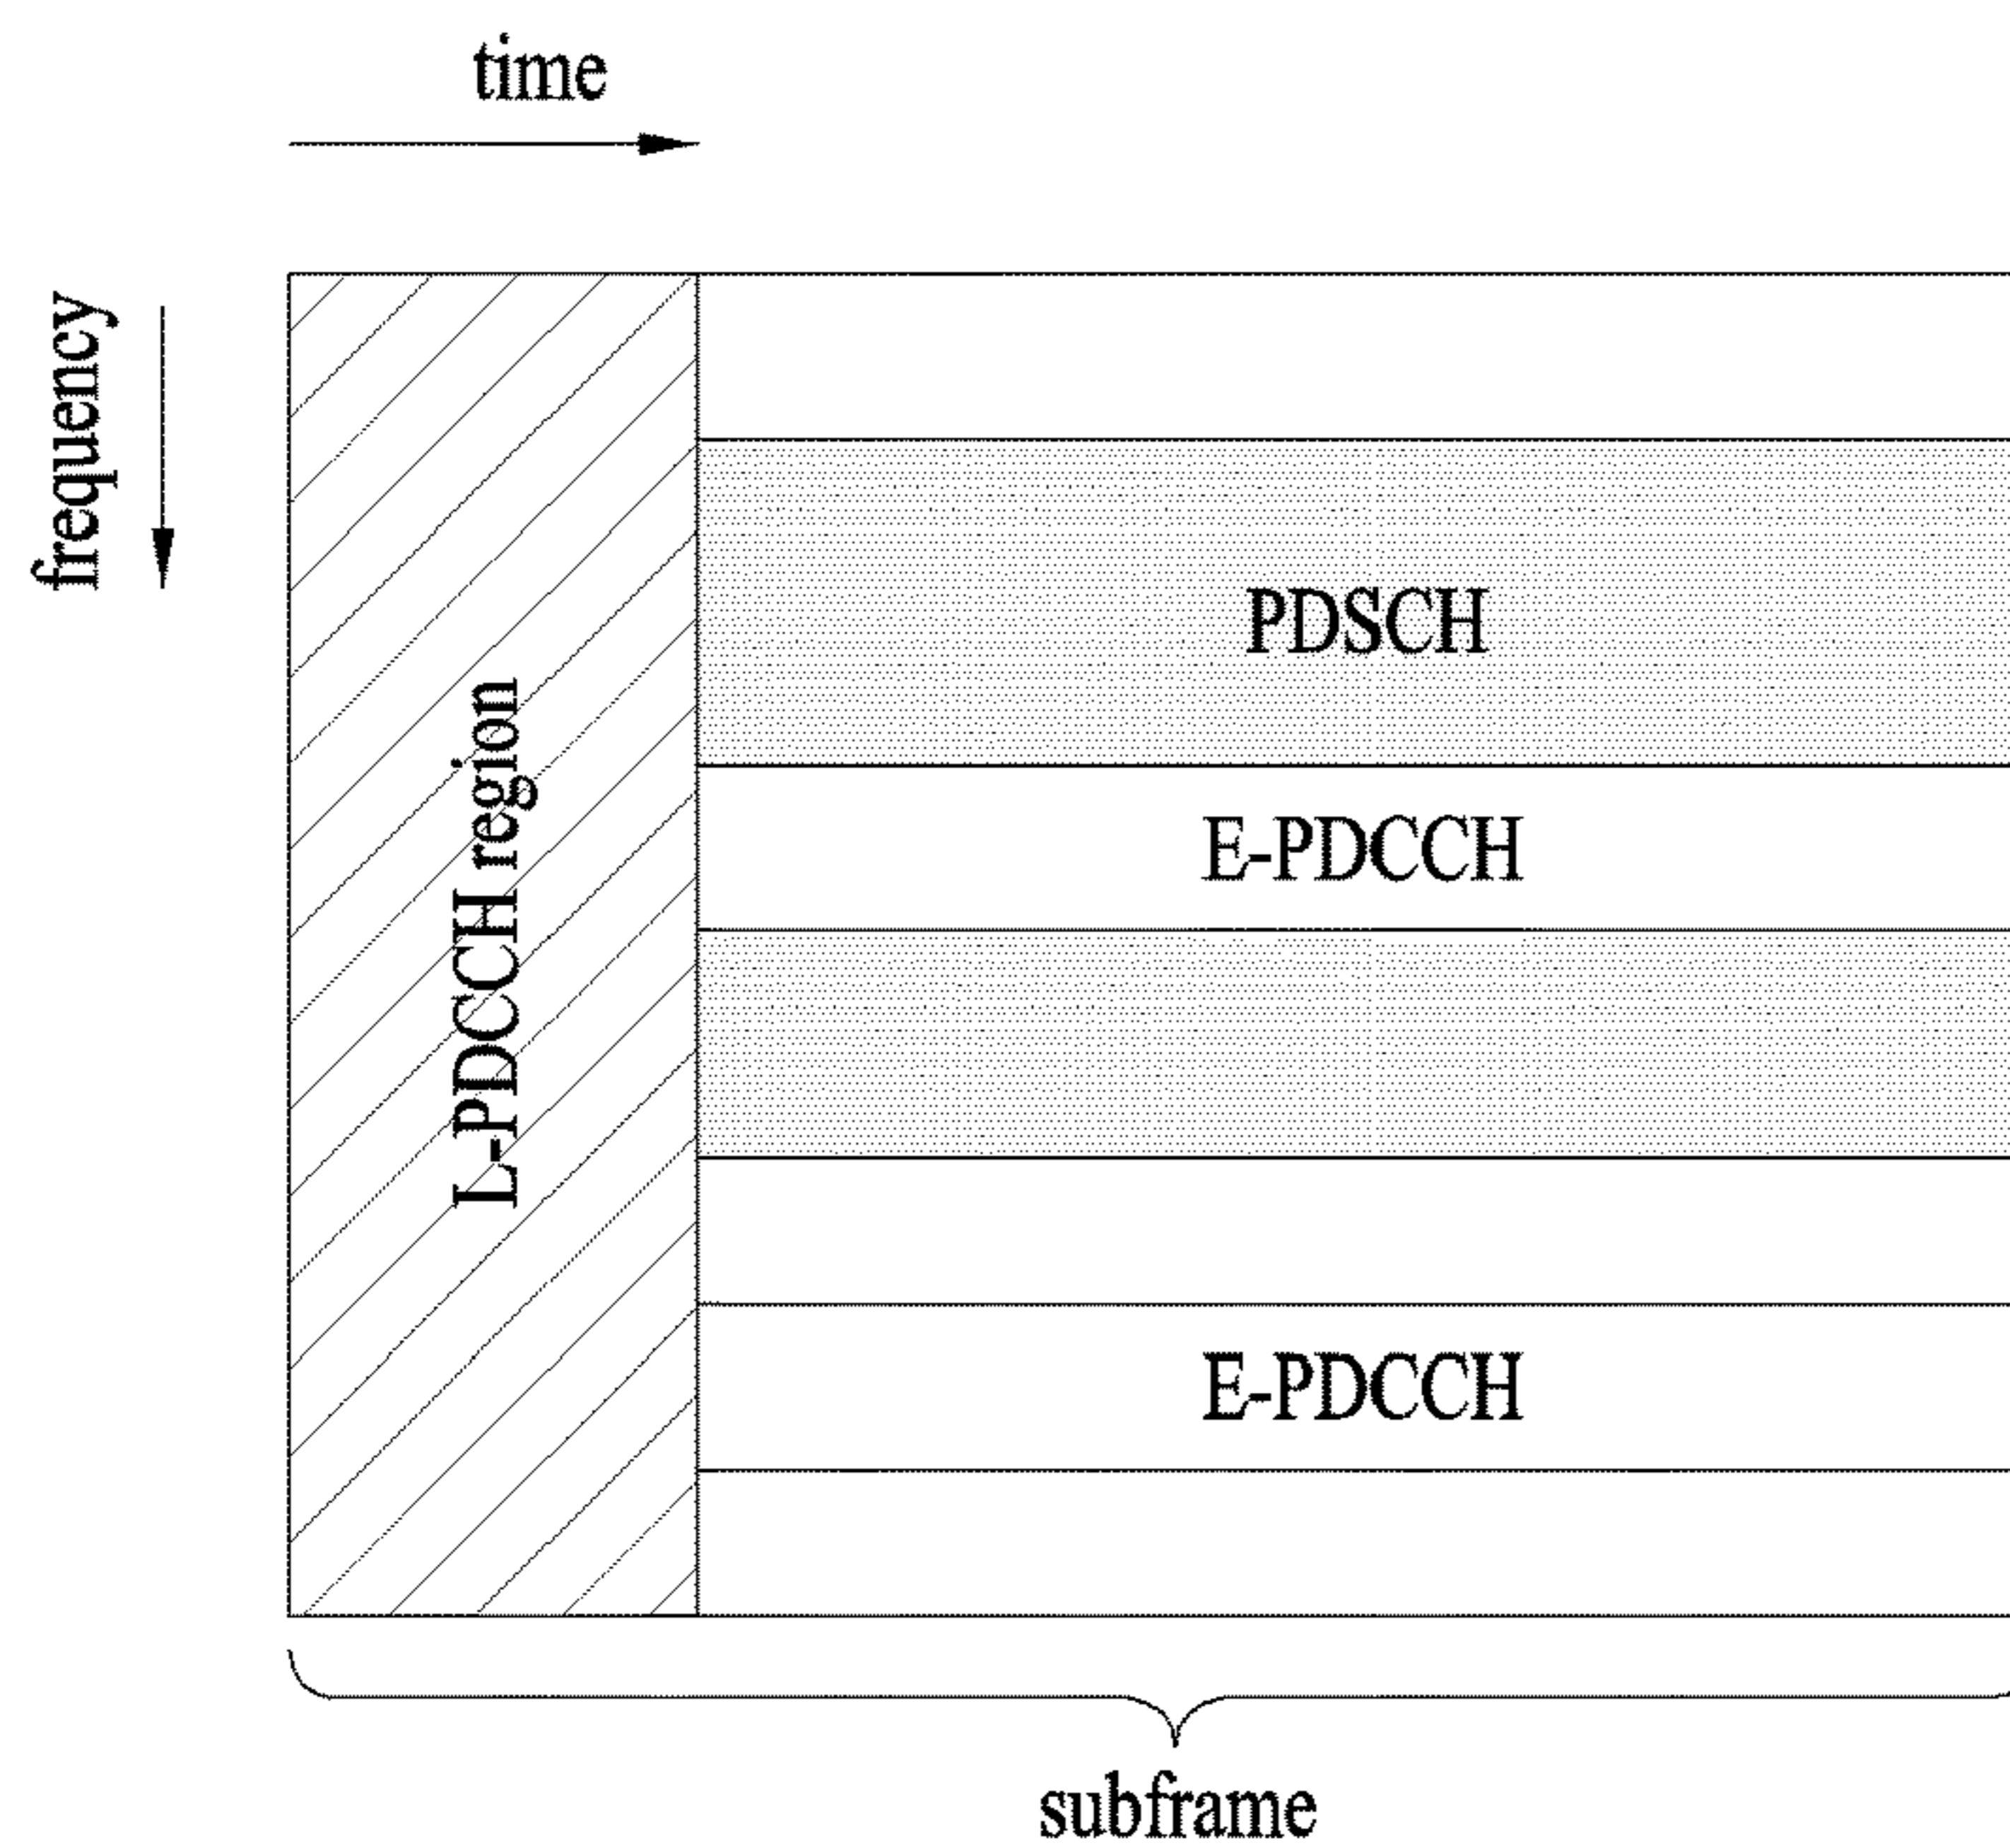 time
frequency
L-PDCCH region
PDSCH
E-PDCCH
E-PDCCH
subframe